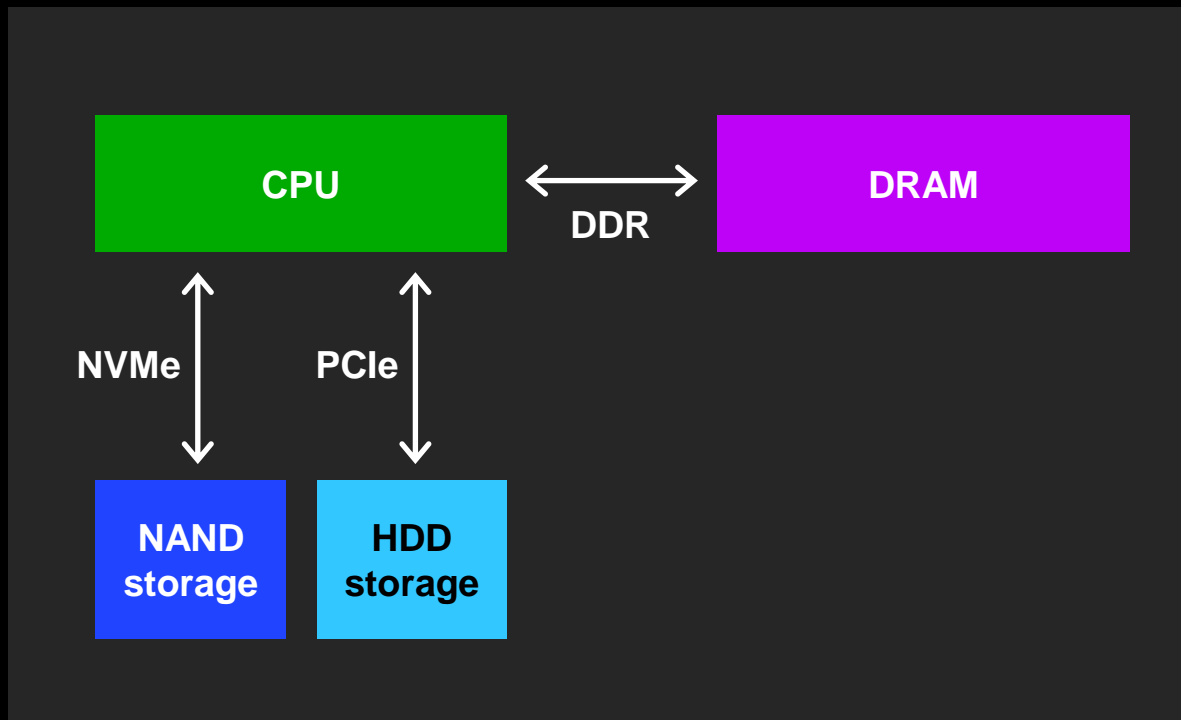 CPU
DRAM
DDR
NVMe
PCIe
NAND
storage
HDD
storage